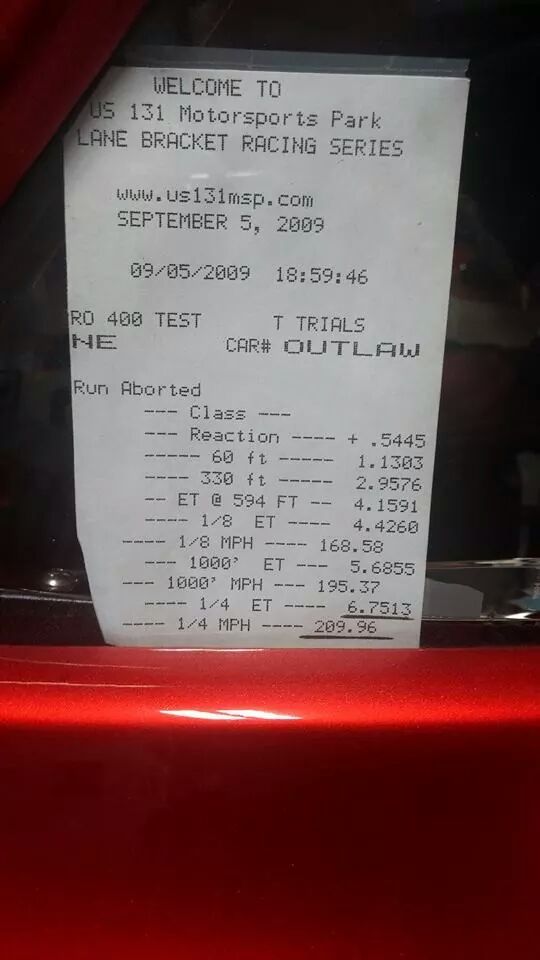 WELCOME TO
US 131 Motorsports Park
LANE BRACKET RACING SERIES
www.us131msp.com
SEPTEMBER 5, 2009
09/05/2009 18:59:46
RO 400 TEST T TRIALS
NE CAR# OUTLAW
Run Aborted
--- Class ---
--- Reaction ---- + .5445
----- 60 ft ----- 1.1303
---- 330 ft ----- 2.9576
-- ET @ 594 FT -- 4.1591
---- 1/8 ET ---- 4.4260
---- 1/8 MPH ---- 168.58
--- 1000' ET ---- 5.6855
--- 1000' MPH --- 195.37
---- 1/4 ET ---- 6.7513
---- 1/4 MPH ---- 209.96